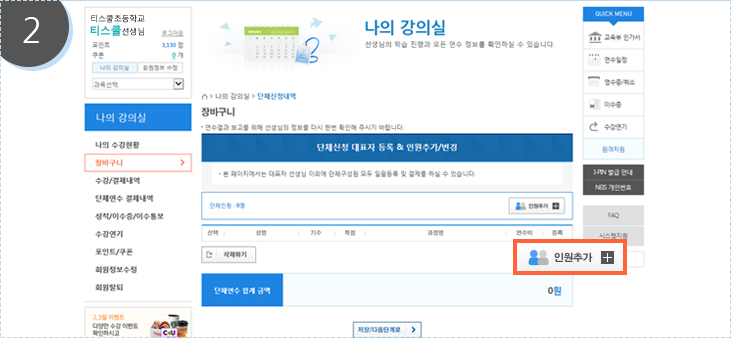 2
티스쿨초등학교
티스쿨선생님
로그아웃
포인트 3,130 점
쿠폰 0 개
나의 강의실
회원정보 수정
과목선택
나의 강의실
나의 수강현황
장바구니
수강/결제내역
단체연수 결제내역
성적/이수증/이수통보
수강연기
포인트/쿠폰
회원정보수정
회원탈퇴
2,3월 이벤트
다양한 수강 이벤트
확인하시고
나의 강의실
선생님의 학습 진행과 모든 연수 정보를 확인하실 수 있습니다.
> 나의 강의실 > 단체신청내역
장바구니
• 연수결과 보고를 위해 선생님의 정보를 다시 한번 확인해 주시기 바랍니다.
단체신청 대표자 등록 & 인원추가/변경
• 본 페이지에서는 대표자 선생님 이외에 단체구성원 모두 일괄등록 및 결제를 하실 수 있습니다.
단체인원 : 0명
인원추가
선택 성명 기수 학점 과정명 연수비 등록
삭제하기
인원추가
단체연수 합계 금액
0원
저장/다음단계로
QUICK MENU
교육부 인가서
연수일정
영수증/취소
이수증
수강연기
원격지원
I-PIN 발급 안내
NEIS 개인번호
FAQ
시스템지원